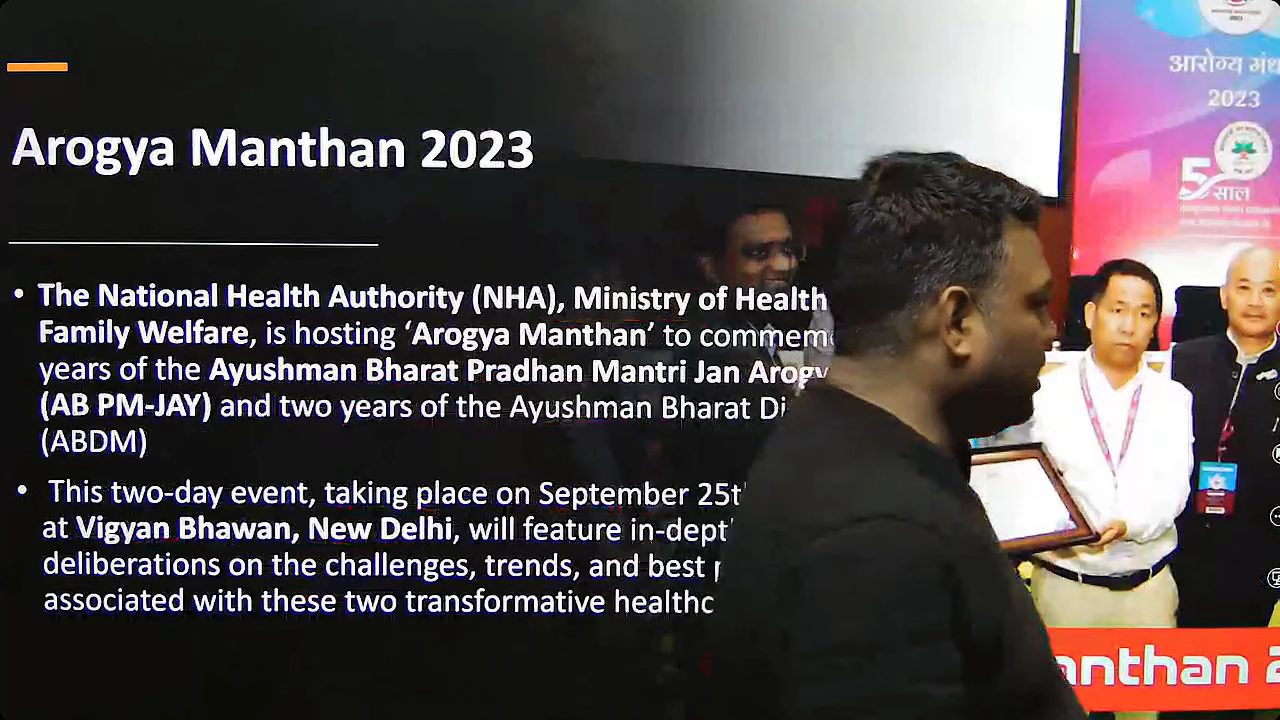 Arogya Manthan 2023
• The National Health Authority (NHA), Ministry of Health
Family Welfare, is hosting ‘Arogya Manthan’ to commem
years of the Ayushman Bharat Pradhan Mantri Jan Arogy
(AB PM-JAY) and two years of the Ayushman Bharat Di
(ABDM)
• This two-day event, taking place on September 25t
at Vigyan Bhawan, New Delhi, will feature in-dept
deliberations on the challenges, trends, and best
associated with these two transformative healthc
आरोग्य मंथ
2023
5 साल
anthan 2